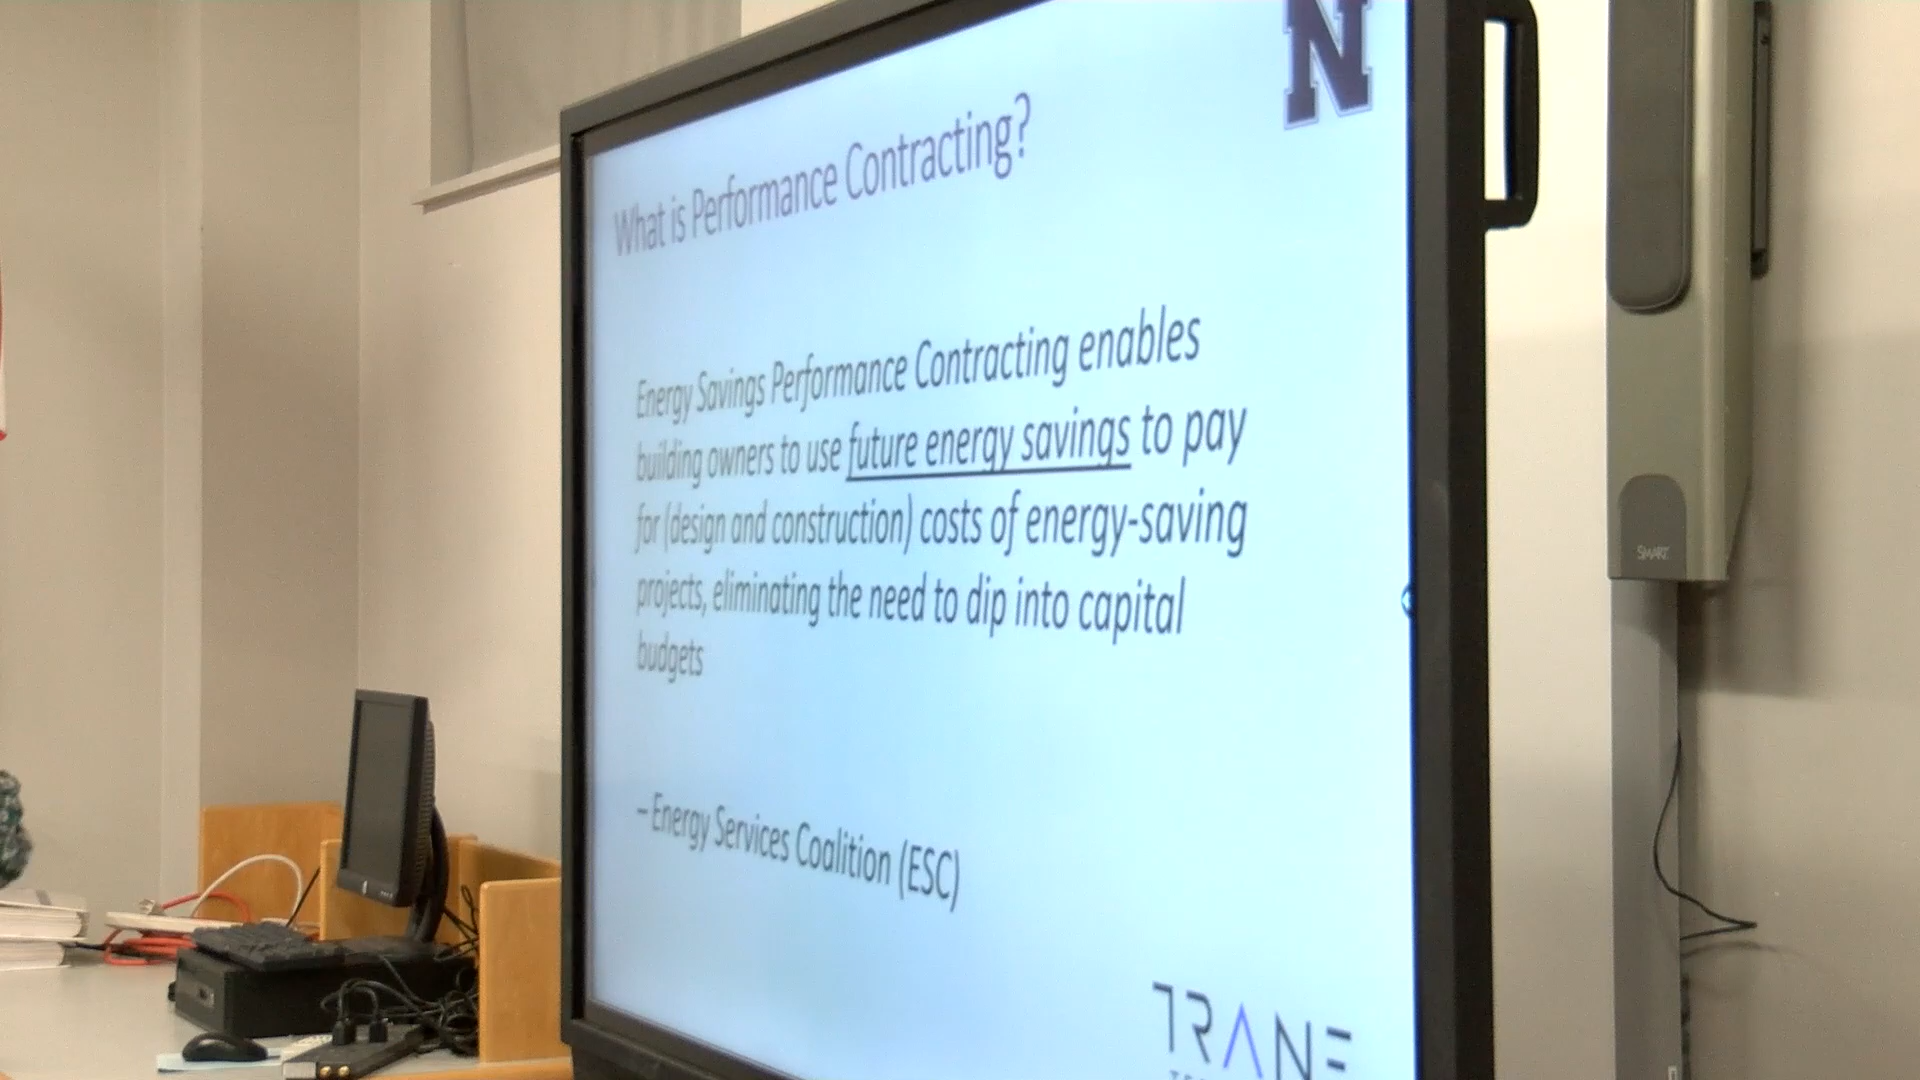 N
What is Performance Contracting?
Energy Savings Performance Contracting enables
building owners to use future energy savings to pay
for (design and construction) costs of energy-saving
projects, eliminating the need to dip into capital
budgets
– Energy Services Coalition (ESC)
TRANE
SMART